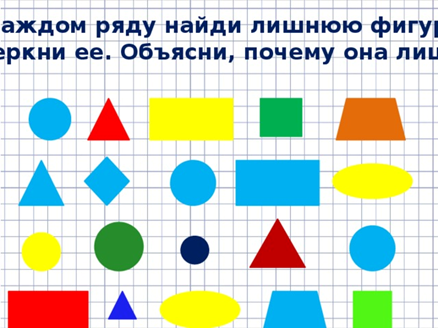 аждом ряду найди лишнюю фигур
еркни ее. Объясни, почему она лиш